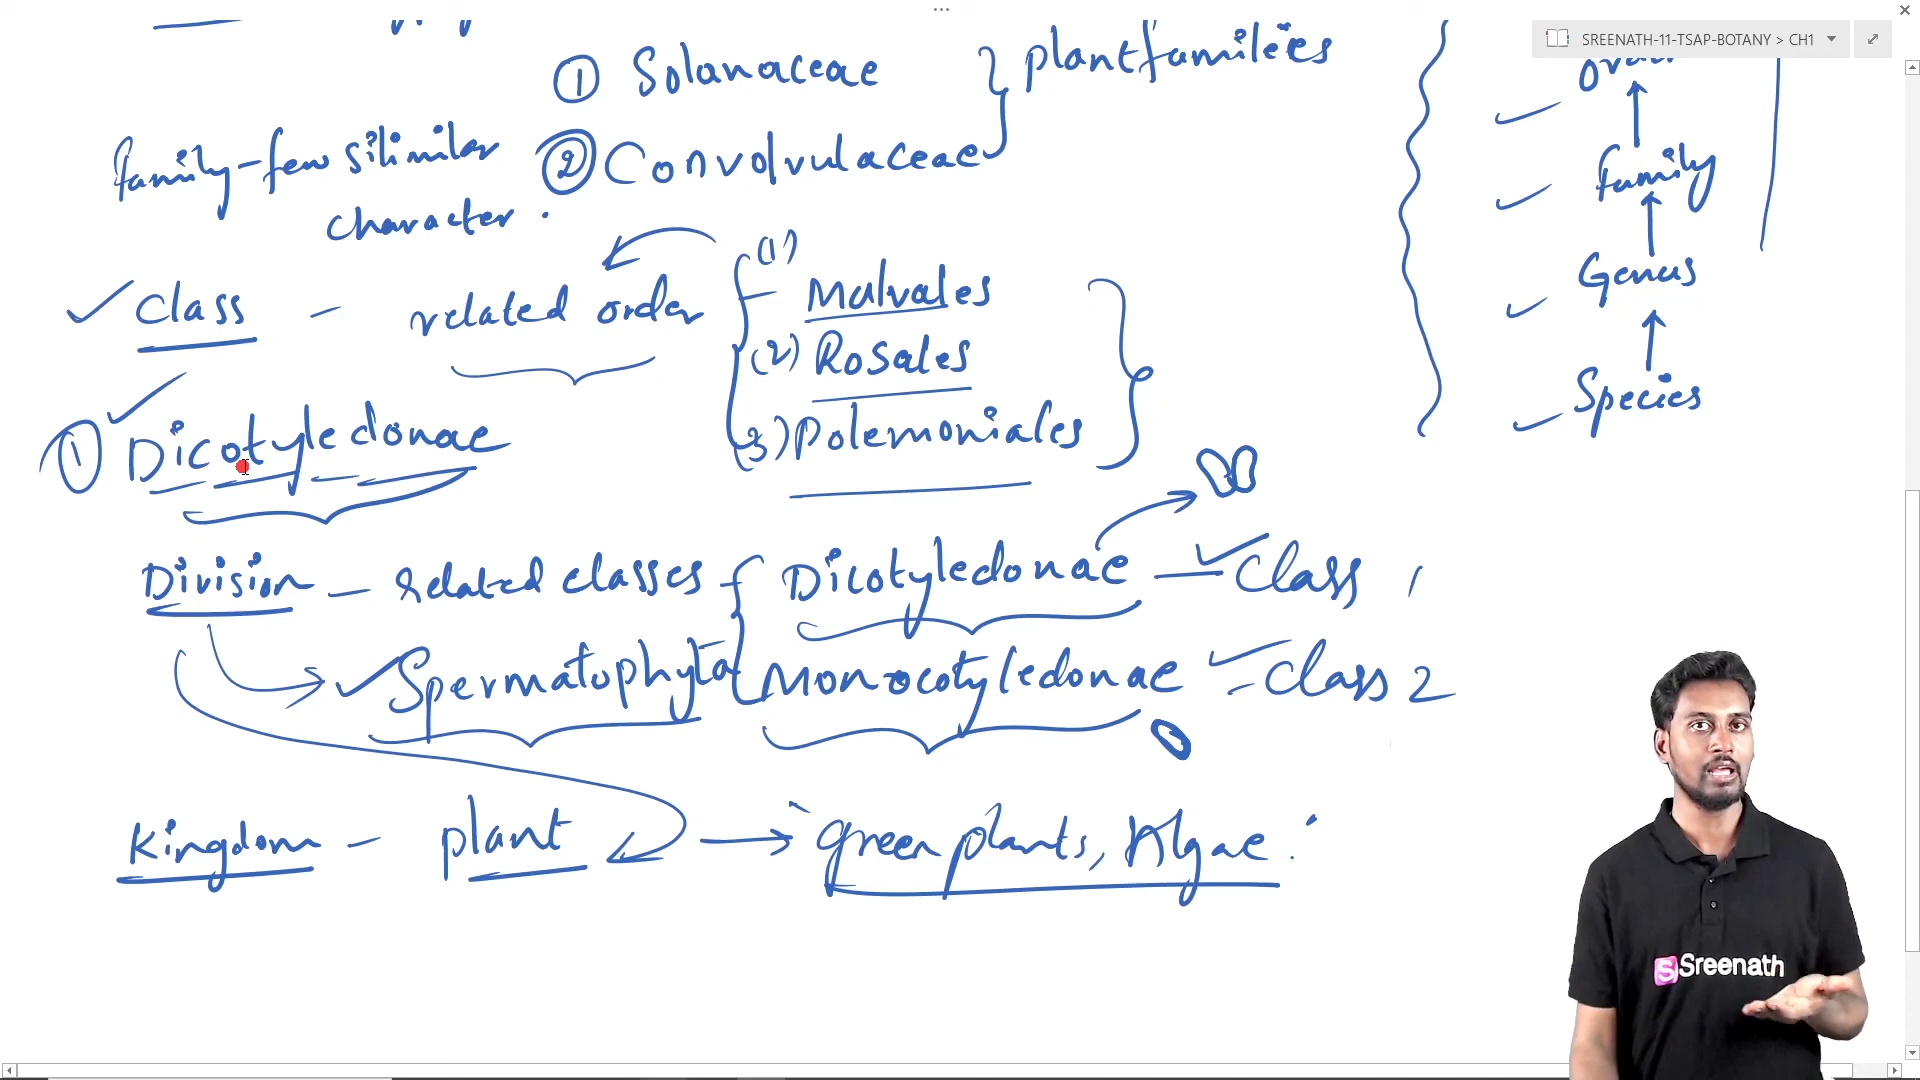 SREENATH-11-TSAP-BOTANY > CH1
① Solanaceae } plant families
family - few silimilar ② Convolvulaceae
character.
✓ Class - related order { (1) Malvales
(2) Rosales
(3) Polemoniales }
① Dicotyledonae
Division - related classes { Dicotyledonae - ✓ Class 1
✓ Spermatophyta { Monocotyledonae ✓ - Class 2
Kingdom - plant → green plants, Algae.
✓ family
↑
✓ Genus
↑
✓ Species
S Sreenath